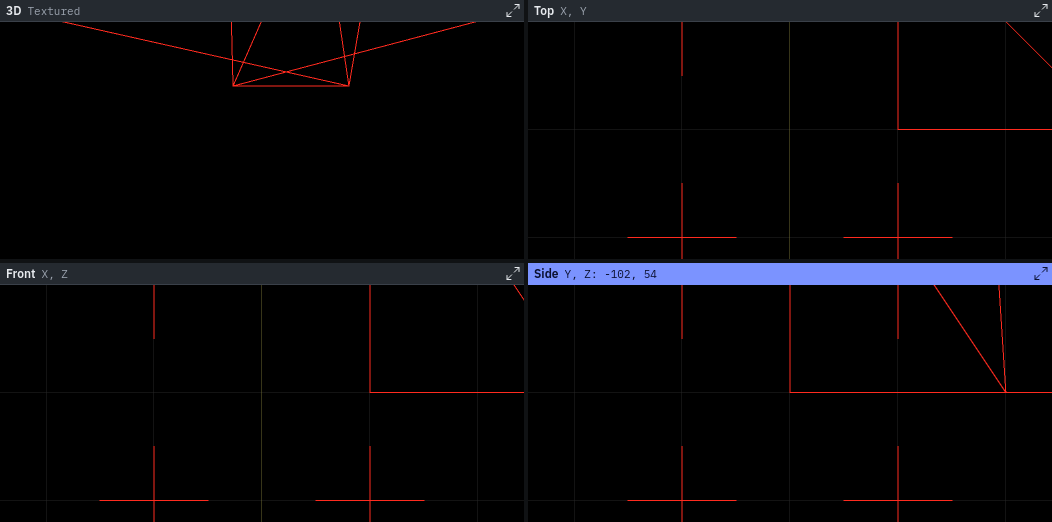 3D Textured
Top X, Y
Front X, Z
Side Y, Z: -102, 54